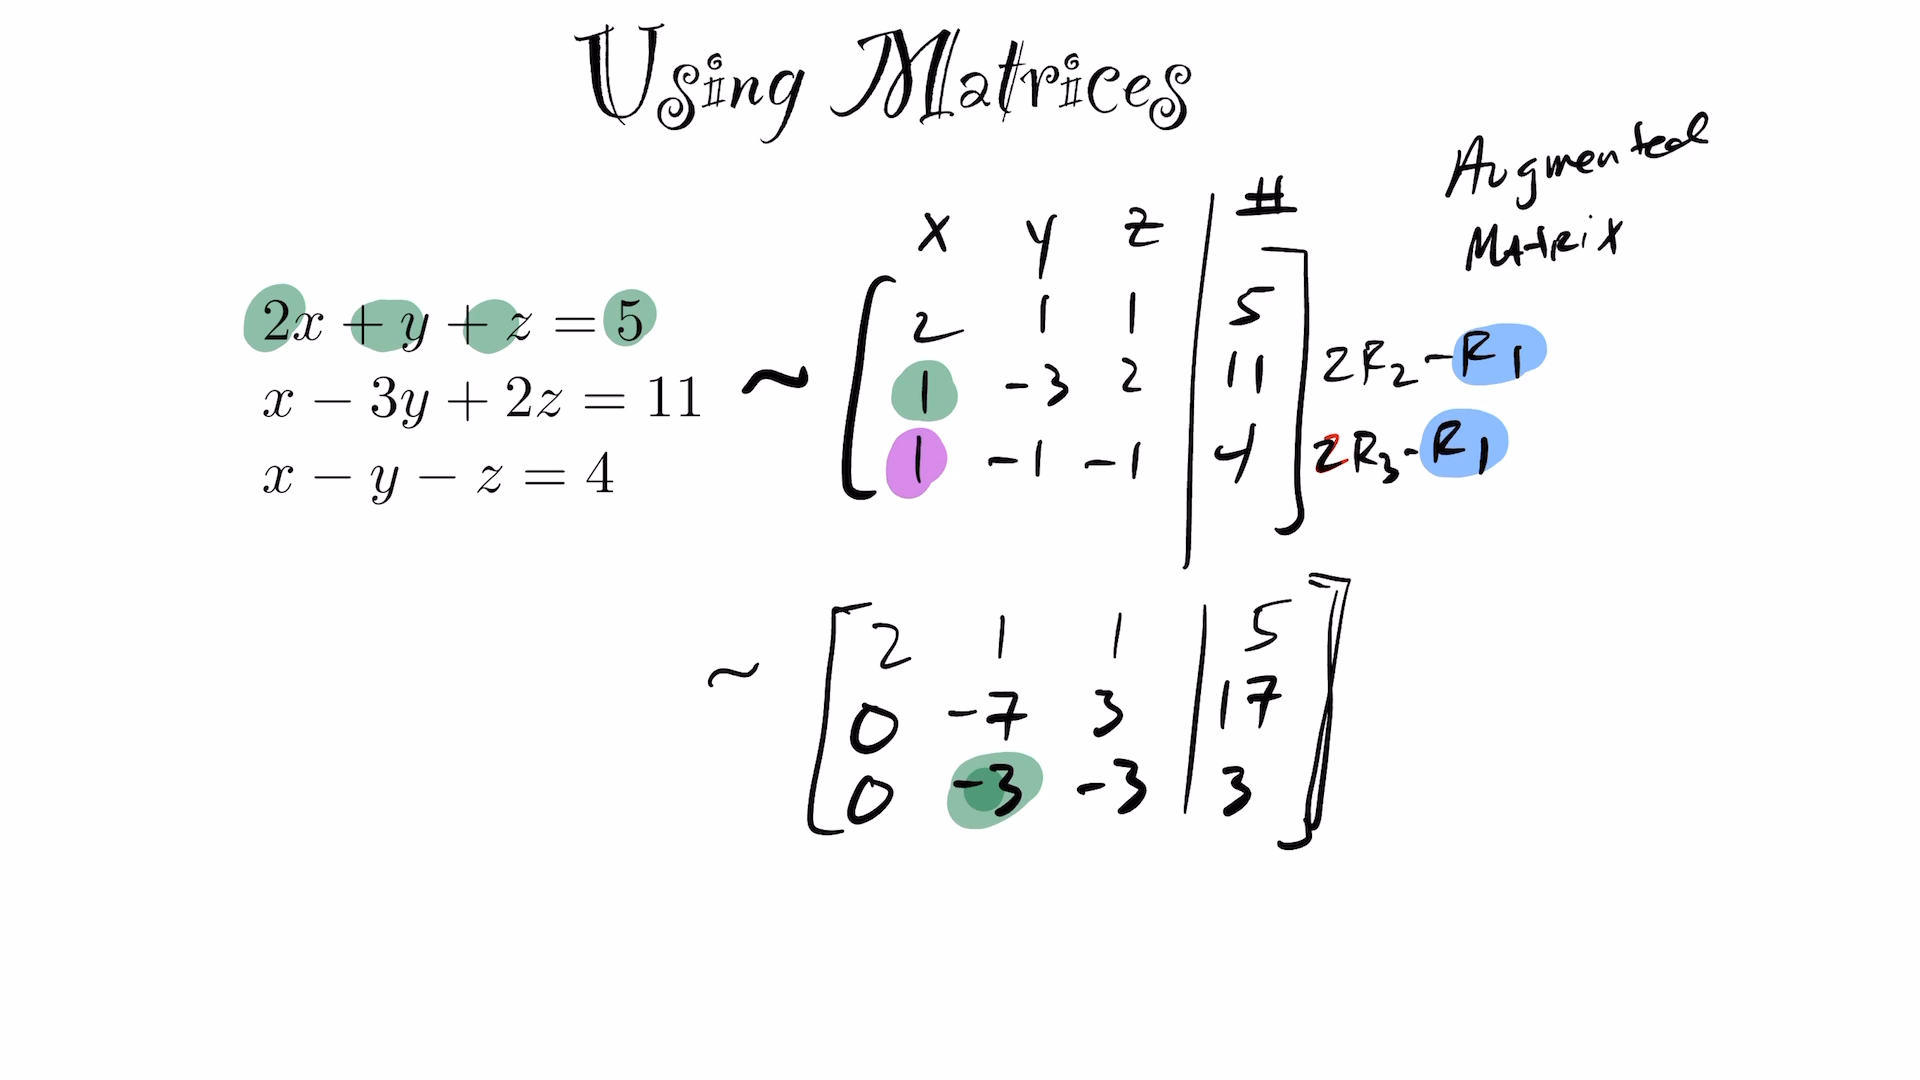 Using Matrices
Augmented
Matrix
x y z | #
2x + y + z = 5
x − 3y + 2z = 11
x − y − z = 4
~ [ 2 1 1 | 5 ]
1 -3 2 | 11 2R2 - R1
1 -1 -1 | 4 2R3 - R1
~ [ 2 1 1 | 5 ]
0 -7 3 | 17
0 -3 -3 | 3